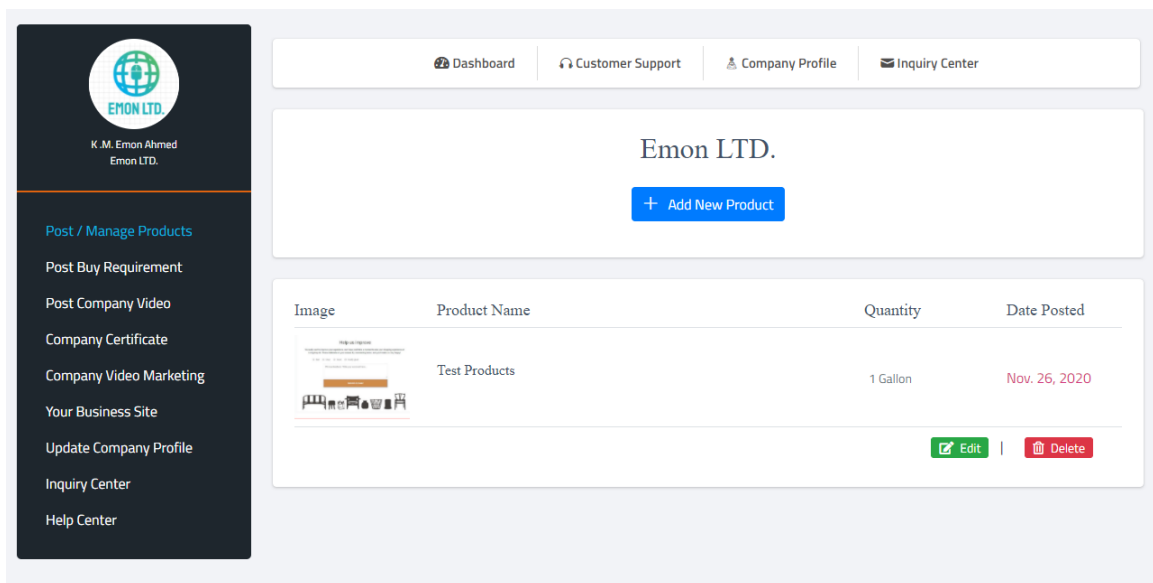 EMON LTD.
K .M. Emon Ahmed
Emon LTD.
Post / Manage Products
Post Buy Requirement
Post Company Video
Company Certificate
Company Video Marketing
Your Business Site
Update Company Profile
Inquiry Center
Help Center
Dashboard
Customer Support
Company Profile
Inquiry Center
Emon LTD.
+ Add New Product
Image Product Name Quantity Date Posted
Help us Improve
Test Products 1 Gallon Nov. 26, 2020
Edit | Delete